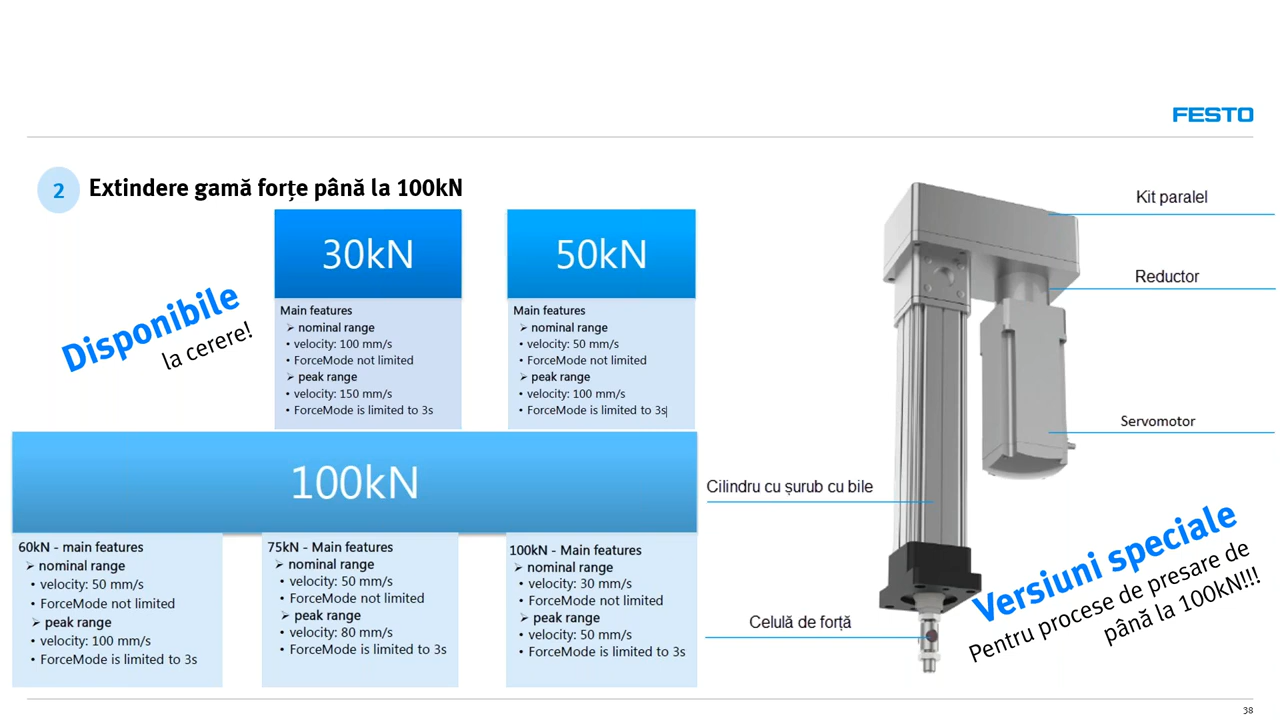 FESTO
2
Extindere gamă forțe până la 100kN
Disponibile
la cerere!
30kN
Main features
➢ nominal range
• velocity: 100 mm/s
• ForceMode not limited
➢ peak range
• velocity: 150 mm/s
• ForceMode is limited to 3s
50kN
Main features
➢ nominal range
• velocity: 50 mm/s
• ForceMode not limited
➢ peak range
• velocity: 100 mm/s
• ForceMode is limited to 3s
100kN
60kN - main features
➢ nominal range
• velocity: 50 mm/s
• ForceMode not limited
➢ peak range
• velocity: 100 mm/s
• ForceMode is limited to 3s
75kN - Main features
➢ nominal range
• velocity: 50 mm/s
• ForceMode not limited
➢ peak range
• velocity: 80 mm/s
• ForceMode is limited to 3s
100kN - Main features
➢ nominal range
• velocity: 30 mm/s
• ForceMode not limited
➢ peak range
• velocity: 50 mm/s
• ForceMode is limited to 3s
Kit paralel
Reductor
Servomotor
Cilindru cu șurub cu bile
Celulă de forță
Versiuni speciale
Pentru procese de presare de
până la 100kN!!!
38